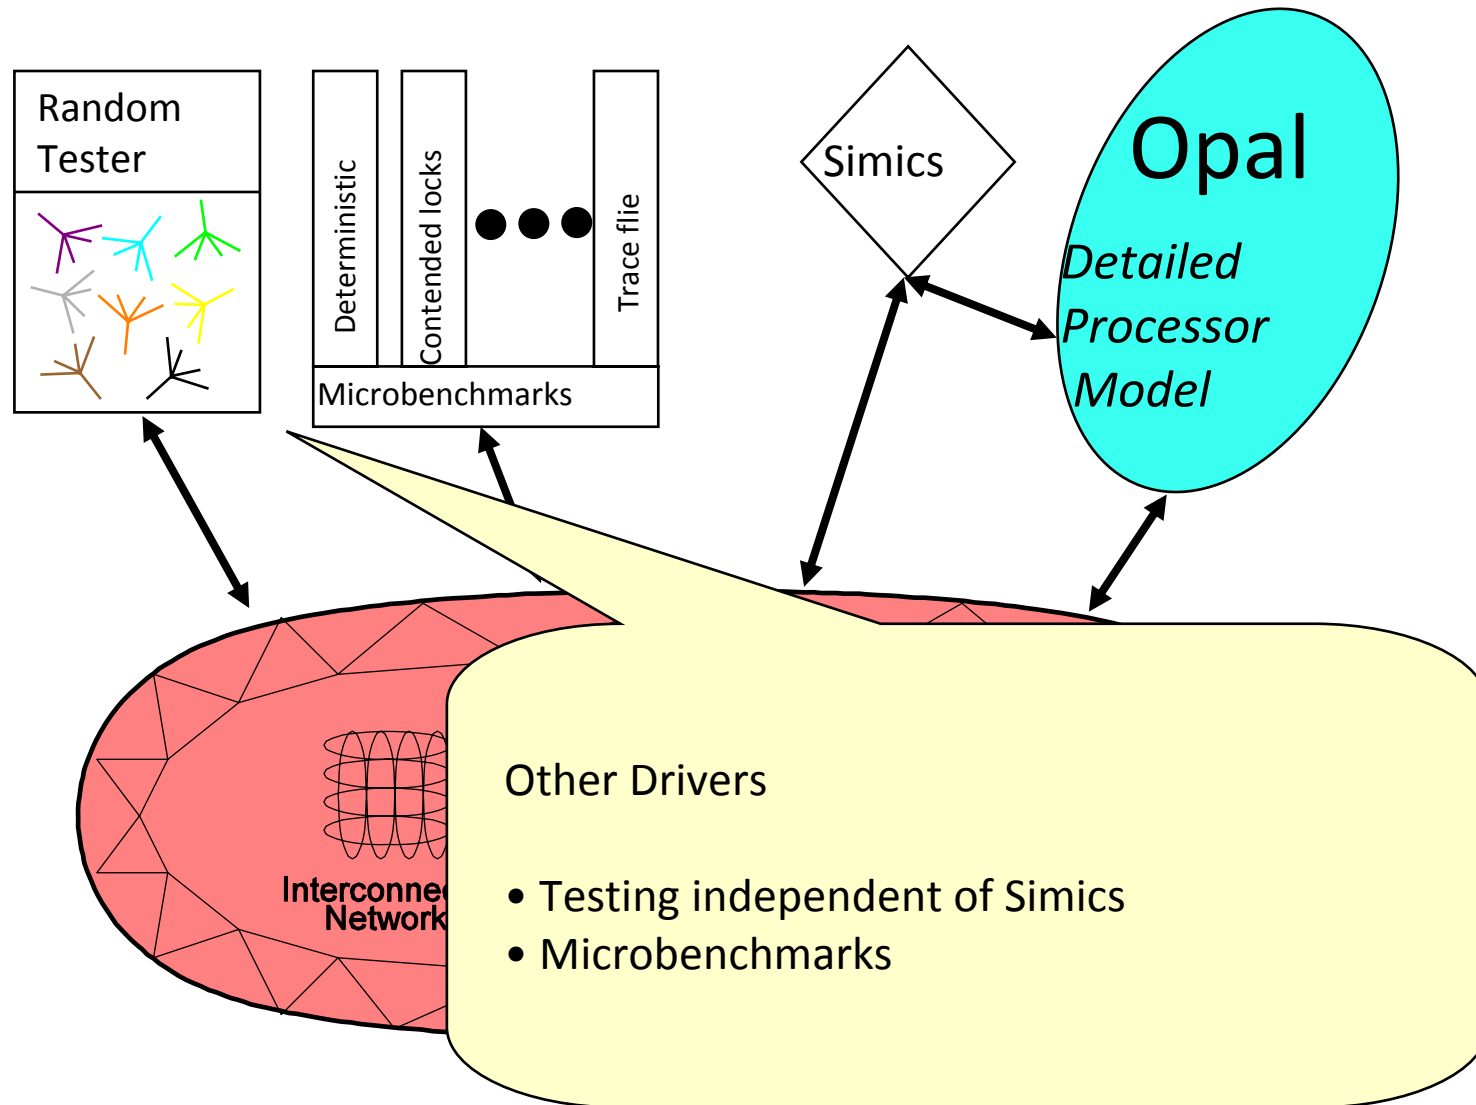 Random
Tester
Deterministic
Contended locks
Trace flie
Microbenchmarks
Simics
Opal
Detailed
Processor
Model
Network
Other Drivers
• Testing independent of Simics
• Microbenchmarks